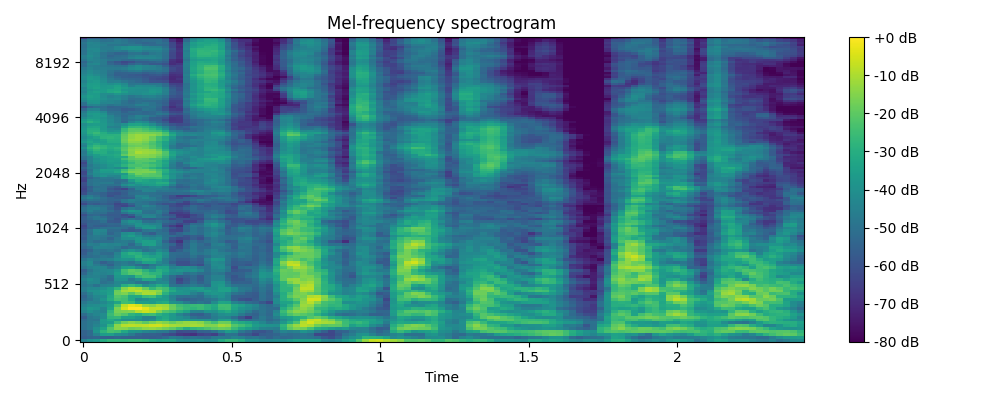 Mel-frequency spectrogram
8192
4096
2048
1024
512
0
Hz
0 0.5 1 1.5 2
Time
+0 dB
-10 dB
-20 dB
-30 dB
-40 dB
-50 dB
-60 dB
-70 dB
-80 dB